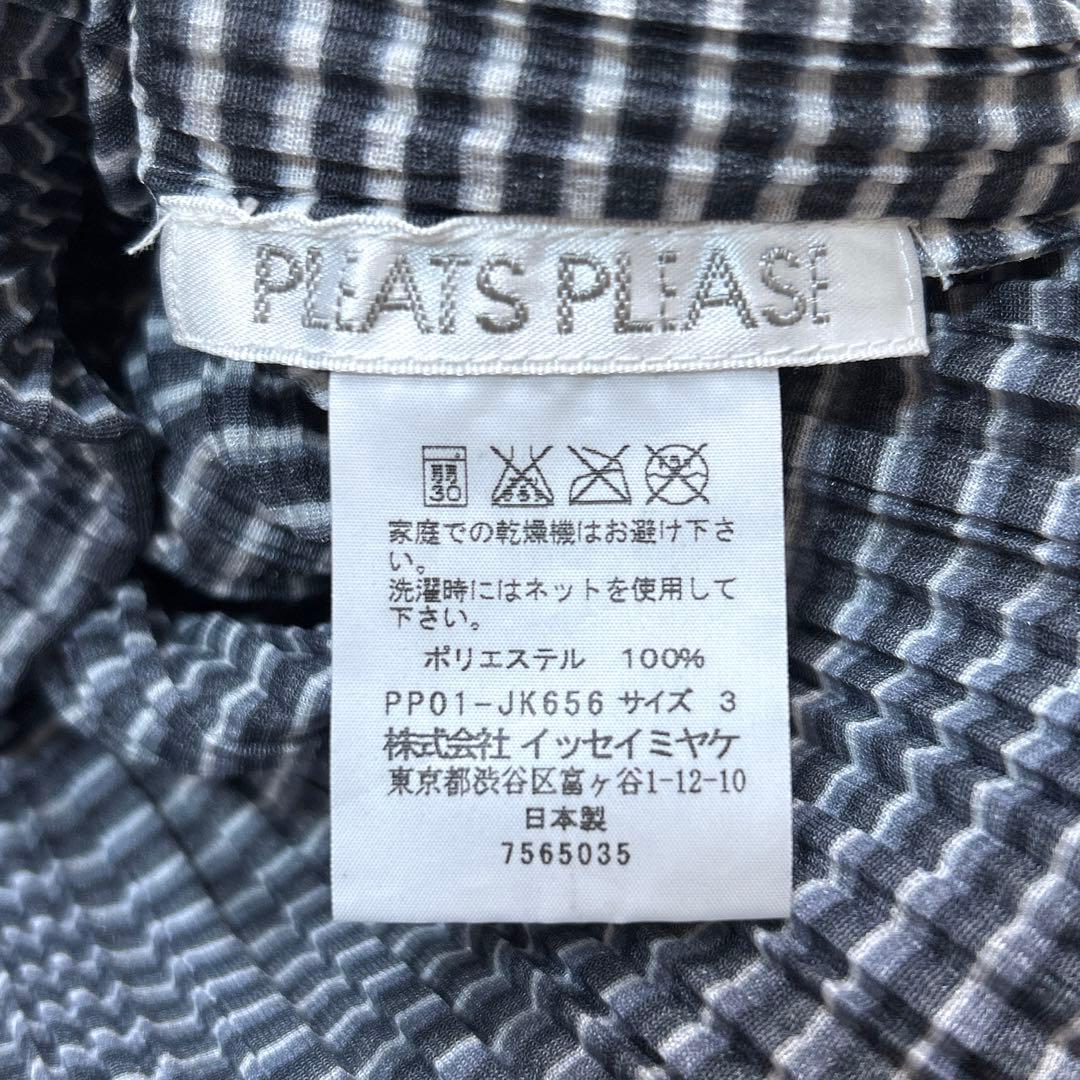 PLEATS PLEASE
弱
30
家庭での乾燥機はお避け下さ
い。
洗濯時にはネットを使用して
下さい。
ポリエステル 100%
PP01-JK656 サイズ 3
株式会社 イッセイミヤケ
東京都渋谷区富ヶ谷1-12-10
日本製
7565035